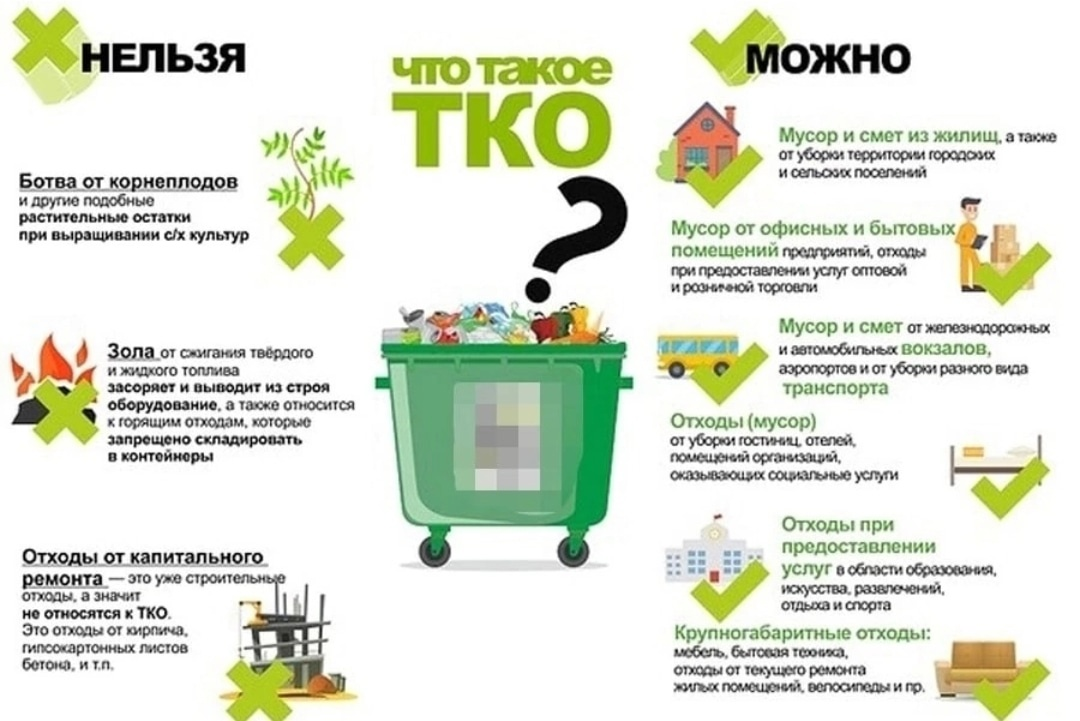 НЕЛЬЗЯ
Ботва от корнеплодов
и другие подобные
растительные остатки
при выращивании с/х культур
Зола от сжигания твёрдого
и жидкого топлива
засоряет и выводит из строя
оборудование, а также относится
к горящим отходам, которые
запрещено складировать
в контейнеры
Отходы от капитального
ремонта — это уже строительные
отходы, а значит
не относятся к ТКО.
Это отходы от кирпича,
гипсокартонных листов
бетона, и т.п.
что такое
ТКО
?
МОЖНО
Мусор и смет из жилищ, а также
от уборки территории городских
и сельских поселений
Мусор от офисных и бытовых
помещений предприятий, отходы
при предоставлении услуг оптовой
и розничной торговли
Мусор и смет от железнодорожных
и автомобильных вокзалов,
аэропортов и от уборки разного вида
транспорта
Отходы (мусор)
от уборки гостиниц, отелей,
помещений организаций,
оказывающих социальные услуги
Отходы при
предоставлении
услуг в области образования,
искусства, развлечений,
отдыха и спорта
Крупногабаритные отходы:
мебель, бытовая техника,
отходы от текущего ремонта
жилых помещений, велосипеды и пр.